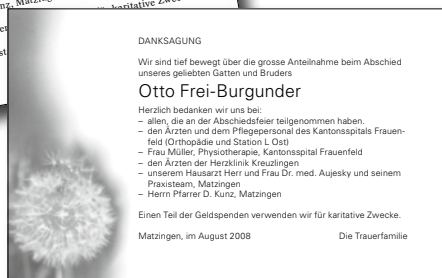 nz, Matzing
karitative Zwe
DANKSAGUNG
Wir sind tief bewegt über die grosse Anteilnahme beim Abschied
unseres geliebten Gatten und Bruders
Otto Frei-Burgunder
Herzlich bedanken wir uns bei:
– allen, die an der Abschiedsfeier teilgenommen haben.
– den Ärzten und dem Pflegepersonal des Kantonsspitals Frauen-
feld (Orthopädie und Station L Ost)
– Frau Müller, Physiotherapie, Kantonsspital Frauenfeld
– den Ärzten der Herzklinik Kreuzlingen
– unserem Hausarzt Herr und Frau Dr. med. Aujesky und seinem
Praxisteam, Matzingen
– Herrn Pfarrer D. Kunz, Matzingen
Einen Teil der Geldspenden verwenden wir für karitative Zwecke.
Matzingen, im August 2008 Die Trauerfamilie